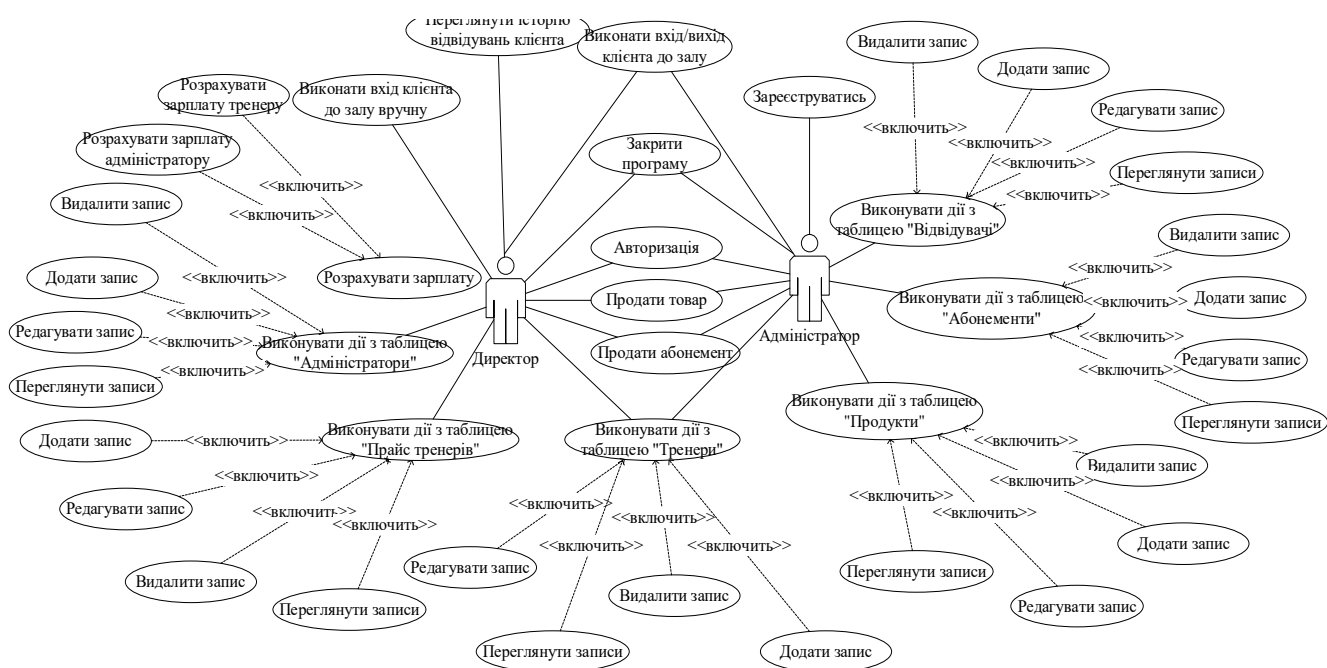 Переглянути історію
відвідувань клієнта
Виконати вхід/вихід
клієнта до залу
Видалити запис
Додати запис
Розрахувати
зарплату тренеру
Виконати вхід клієнта
до залу вручну
Зареєструватись
Редагувати запис
<<включить>>
<<включить>>
Розрахувати зарплату
адміністратору
Закрити
програму
<<включить>>
Переглянути записи
<<включить>>
<<включить>>
<<включить>>
Видалити запис
Виконувати дії з
таблицею "Відвідувачі"
Видалити запис
Авторизація
Додати запис
<<включить>>
Розрахувати зарплату
<<включить>>
Продати товар
Виконувати дії з таблицею
"Абонементи"
<<включить>>
Додати запис
<<включить>>
Редагувати запис
<<включить>>
Виконувати дії з таблицею
"Адміністратори"
Директор
Продати абонемент
Адміністратор
<<включить>>
<<включить>>
Редагувати запис
Переглянути записи
<<включить>>
Виконувати дії з таблицею
"Продукти"
Переглянути записи
Додати запис
<<включить>>
Виконувати дії з таблицею
"Прайс тренерів"
Виконувати дії з
таблицею "Тренери"
<<включить>>
Видалити запис
<<включить>>
<<включить>>
Редагувати запис
<<включить>>
<<включить>>
<<включить>>
<<включить>>
<<включить>>
<<включить>>
<<включить>>
<<включить>>
Додати запис
Редагувати запис
Переглянути записи
Видалити запис
Видалити запис
Переглянути записи
Редагувати запис
Переглянути записи
Додати запис